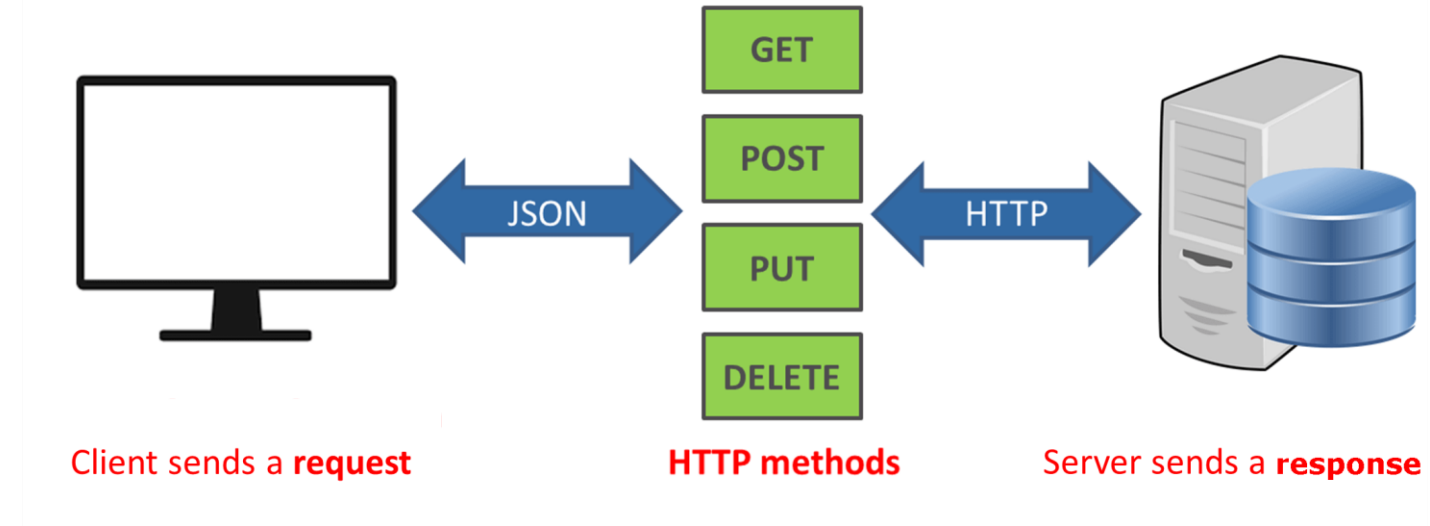 GET
POST
JSON
HTTP
PUT
DELETE
Client sends a request
HTTP methods
Server sends a response